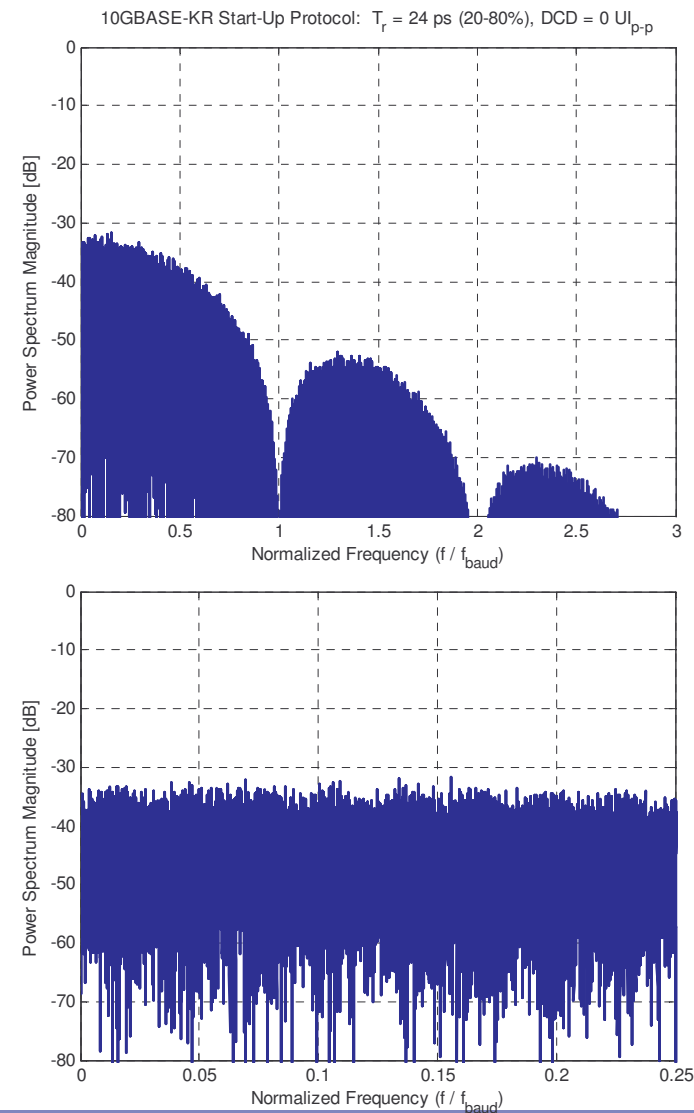 10GBASE-KR Start-Up Protocol: Tr = 24 ps (20-80%), DCD = 0 UIp-p
0
-10
-20
-30
-40
-50
-60
-70
-80
Power Spectrum Magnitude [dB]
0 0.5 1 1.5 2 2.5 3
Normalized Frequency (f / fbaud)
0
-10
-20
-30
-40
-50
-60
-70
-80
Power Spectrum Magnitude [dB]
0 0.05 0.1 0.15 0.2 0.25
Normalized Frequency (f / fbaud)